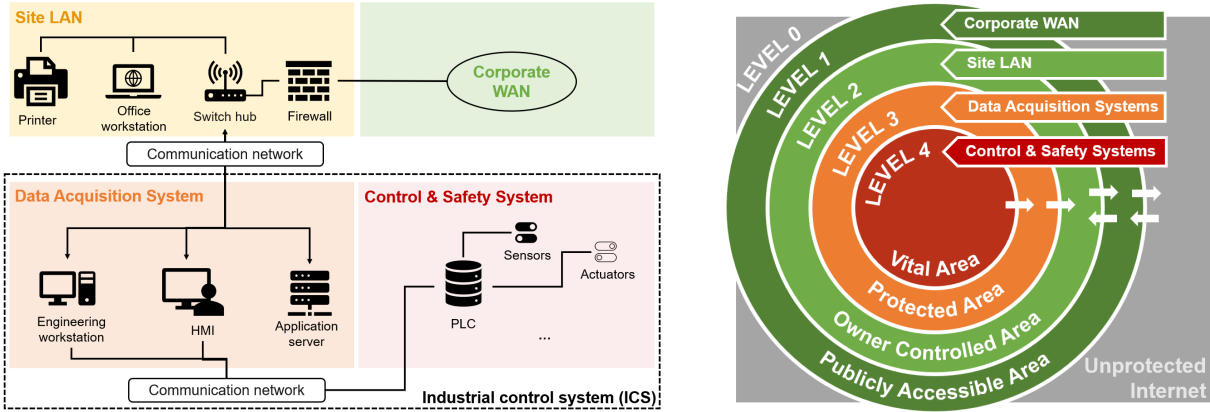 Site LAN
Printer
Office
workstation
Switch hub
Firewall
Corporate
WAN
Communication network
Data Acquisition System
Control & Safety System
Sensors
Actuators
Engineering
workstation
HMI
Application
server
PLC
...
Communication network
Industrial control system (ICS)
LEVEL 0
LEVEL 1
LEVEL 2
LEVEL 3
LEVEL 4
Corporate WAN
Site LAN
Data Acquisition Systems
Control & Safety Systems
Vital Area
Protected Area
Owner Controlled Area
Publicly Accessible Area
Unprotected
Internet